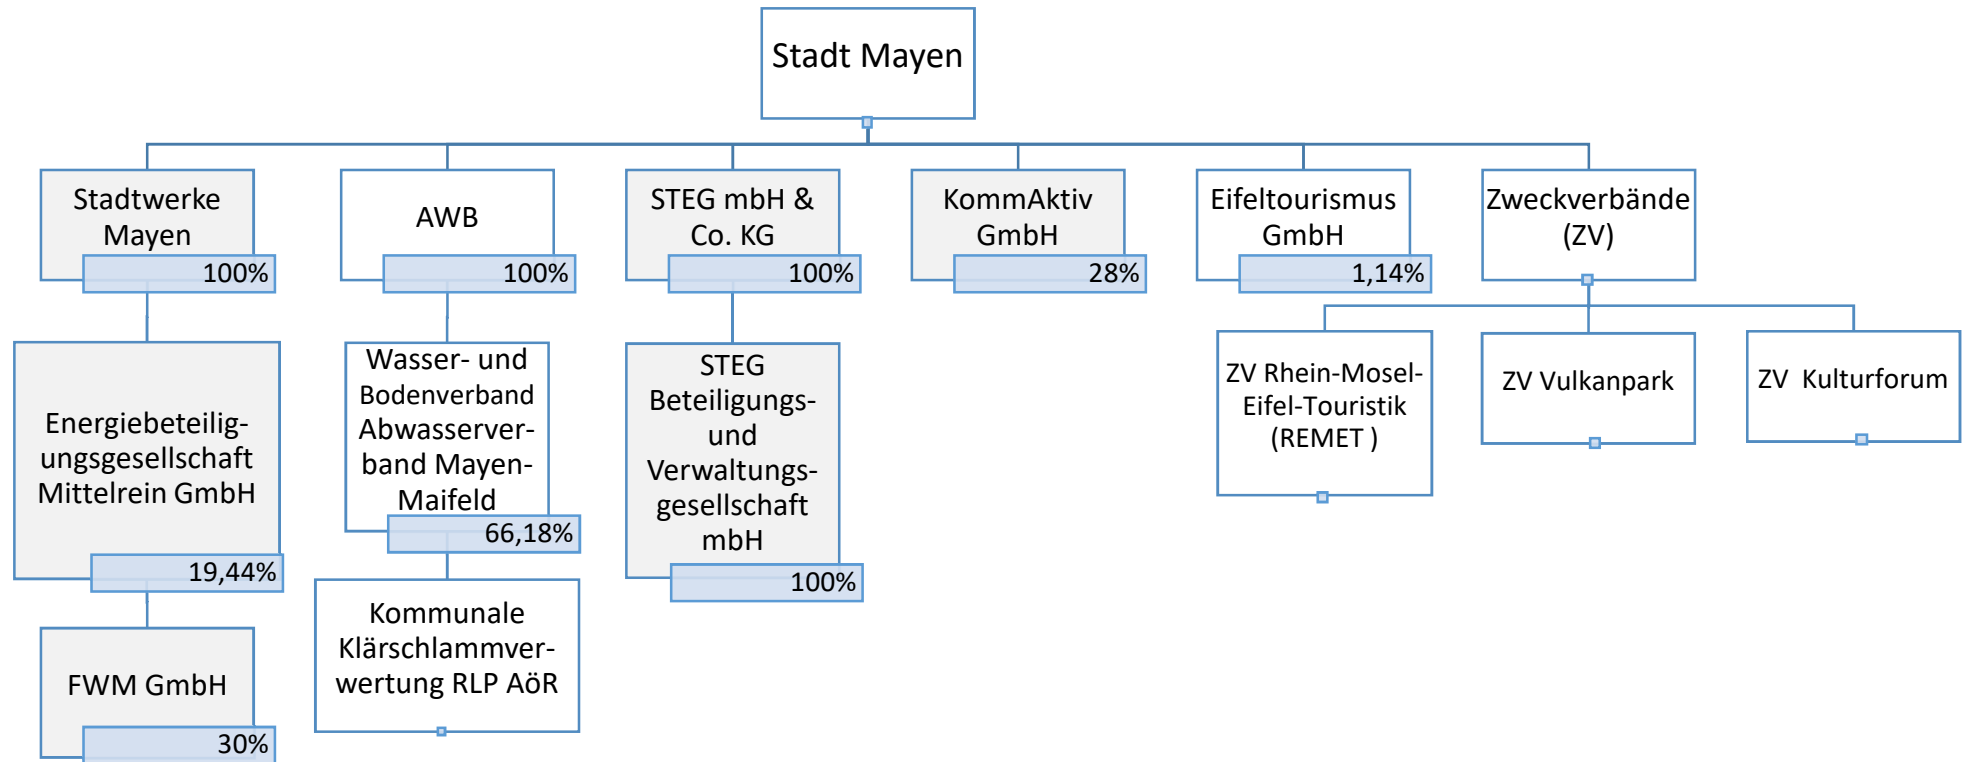 Stadt Mayen
Stadtwerke
Mayen
100%
AWB
100%
STEG mbH &
Co. KG
100%
KommAktiv
GmbH
28%
Eifeltourismus
GmbH
1,14%
Zweckverbände
(ZV)
Energiebeteilig-
ungsgesellschaft
Mittelrein GmbH
19,44%
Wasser- und
Bodenverband
Abwasserver-
band Mayen-
Maifeld
66,18%
STEG
Beteiligungs-
und
Verwaltungs-
gesellschaft
mbH
100%
ZV Rhein-Mosel-
Eifel-Touristik
(REMET )
ZV Vulkanpark
ZV  Kulturforum
FWM GmbH
30%
Kommunale
Klärschlammver-
wertung RLP AöR